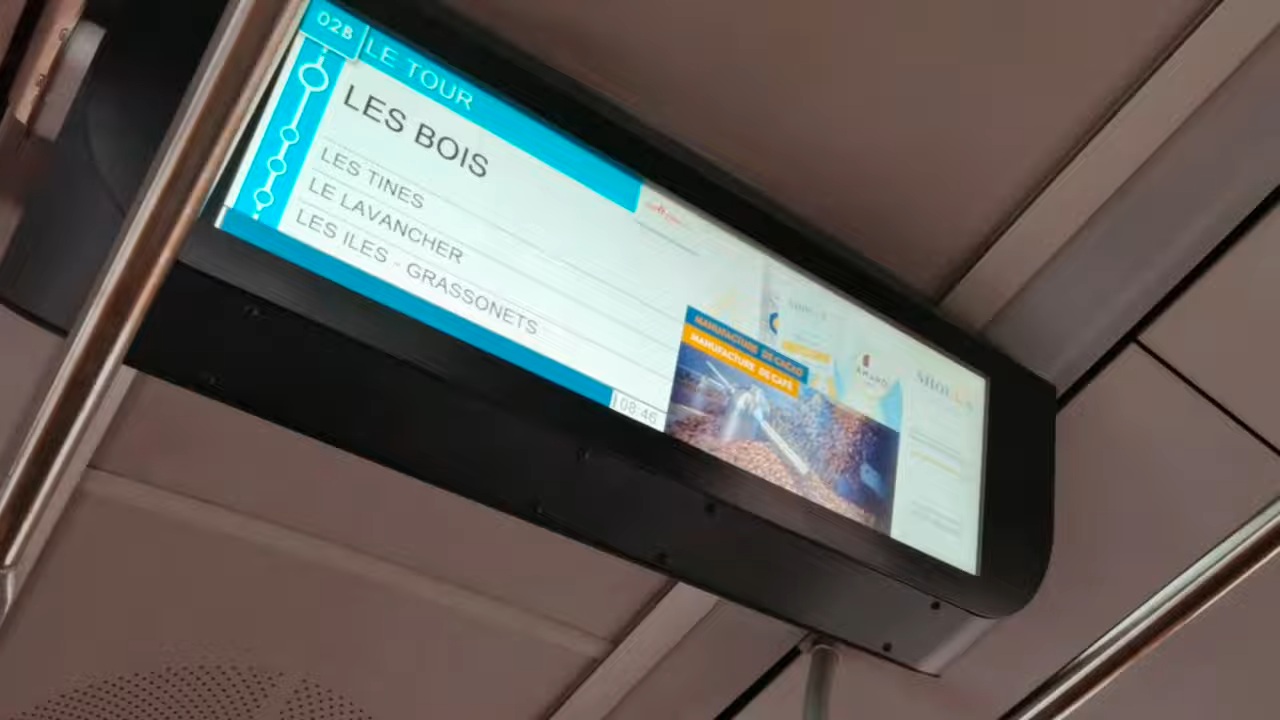 02B
LE TOUR
LES BOIS
LES TINES
LE LAVANCHER
LES ILES - GRASSONETS
08:46
MANUFACTURE DE CACAO
MANUFACTURE DE CAFÉ